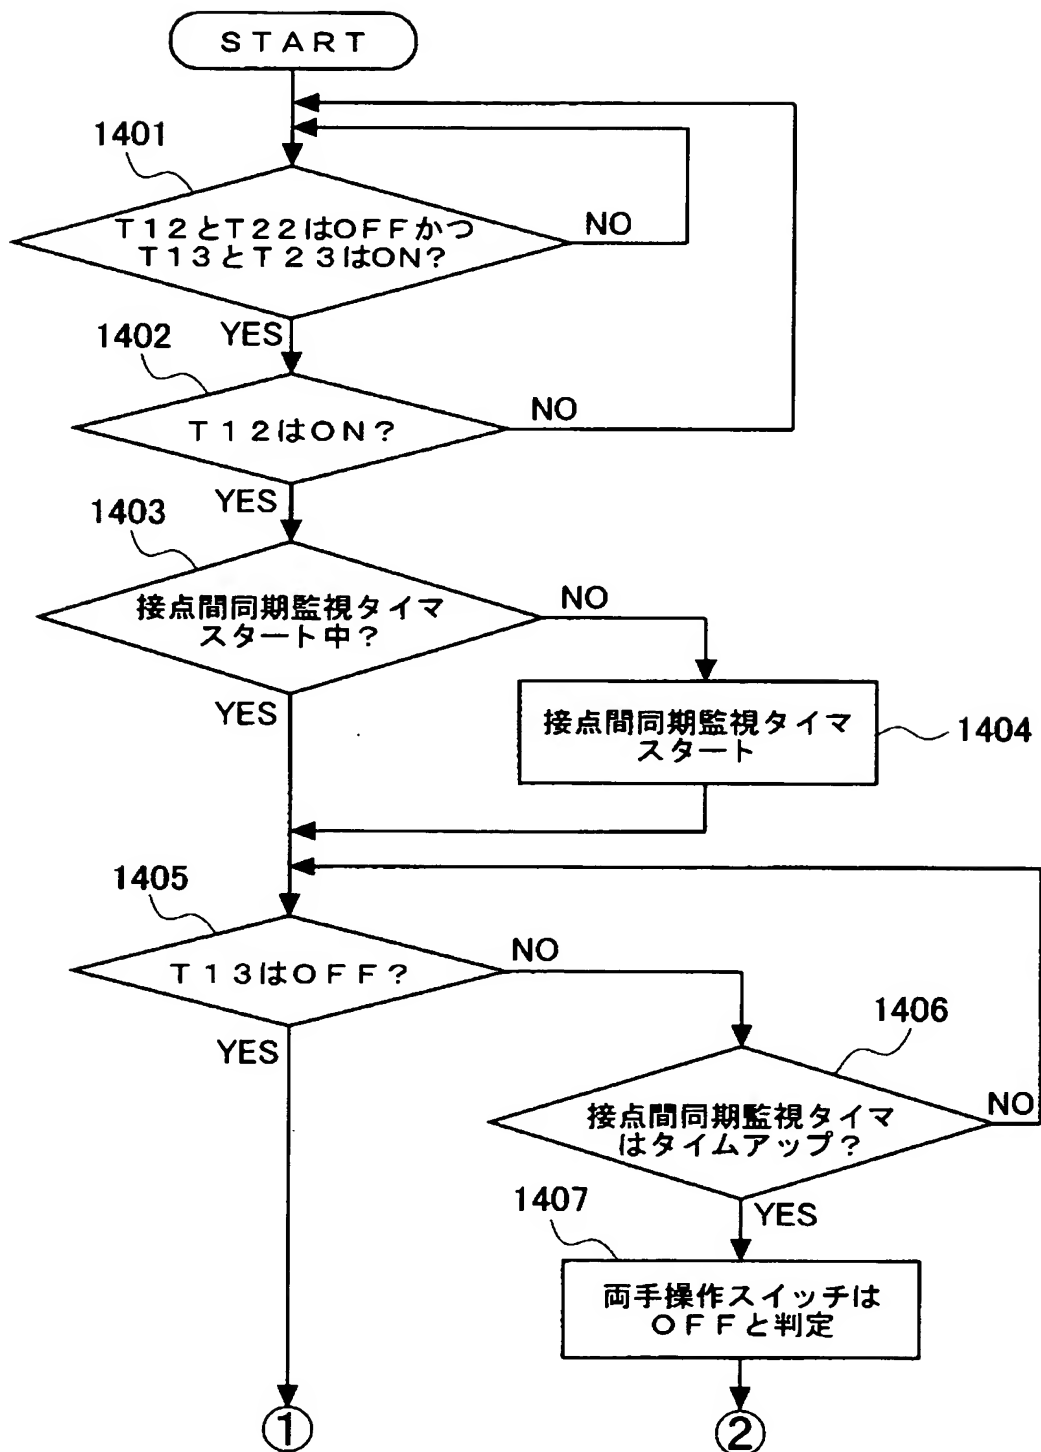 ＳＴＡＲＴ
1401
Ｔ１２とＴ２２はＯＦＦかつ
Ｔ１３とＴ２３はＯＮ？
NO
YES
1402
Ｔ１２はＯＮ？
NO
YES
1403
接点間同期監視タイマ
スタート中？
NO
YES
接点間同期監視タイマ
スタート
1404
1405
Ｔ１３はＯＦＦ？
NO
YES
1406
接点間同期監視タイマ
はタイムアップ？
NO
YES
1407
両手操作スイッチは
ＯＦＦと判定
①
②